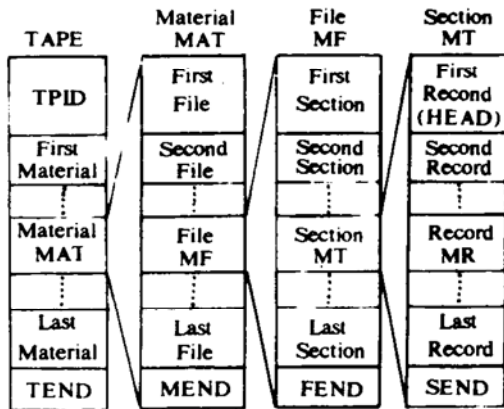 Material File Section
TAPE MAT MF MT
TPID First File First Section First Recond (HEAD)
First Material Second File Second Section Second Record
Material MAT File MF Section MT Record MR
Last Material Last File Last Section Last Record
TEND MEND FEND SEND